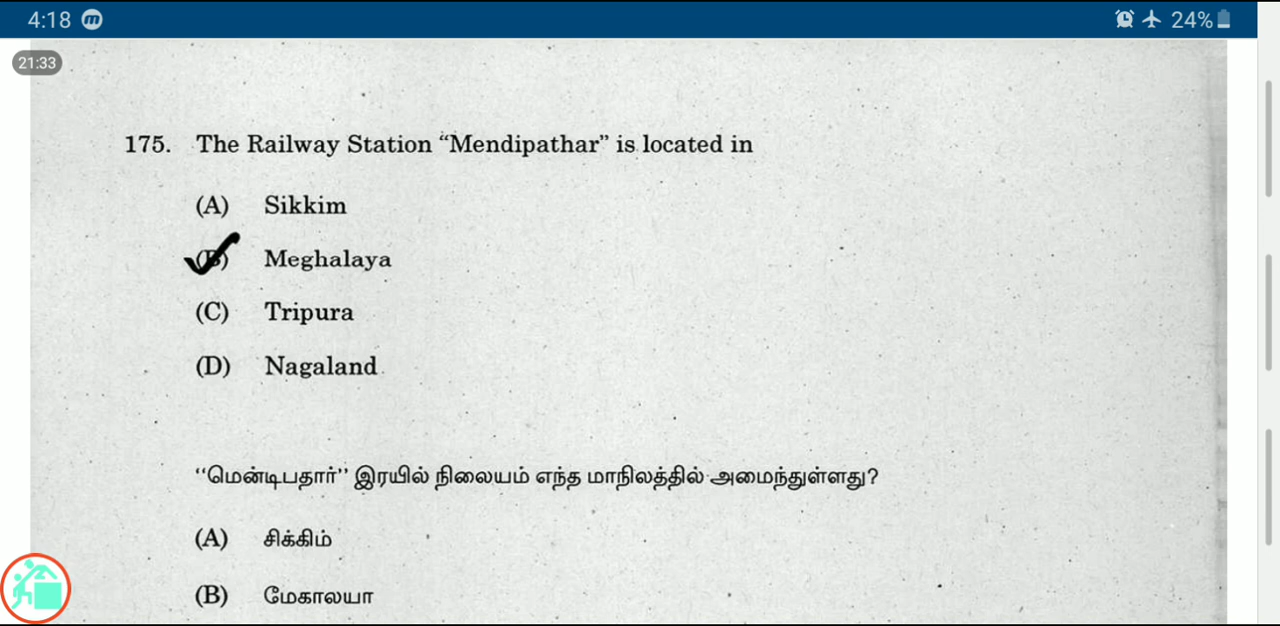 4:18 m 24%
21:33
175. The Railway Station “Mendipathar” is located in
(A) Sikkim
(B) Meghalaya
(C) Tripura
(D) Nagaland
‘‘மென்டிபதார்’’ இரயில் நிலையம் எந்த மாநிலத்தில் அமைந்துள்ளது?
(A) சிக்கிம்
(B) மேகாலயா